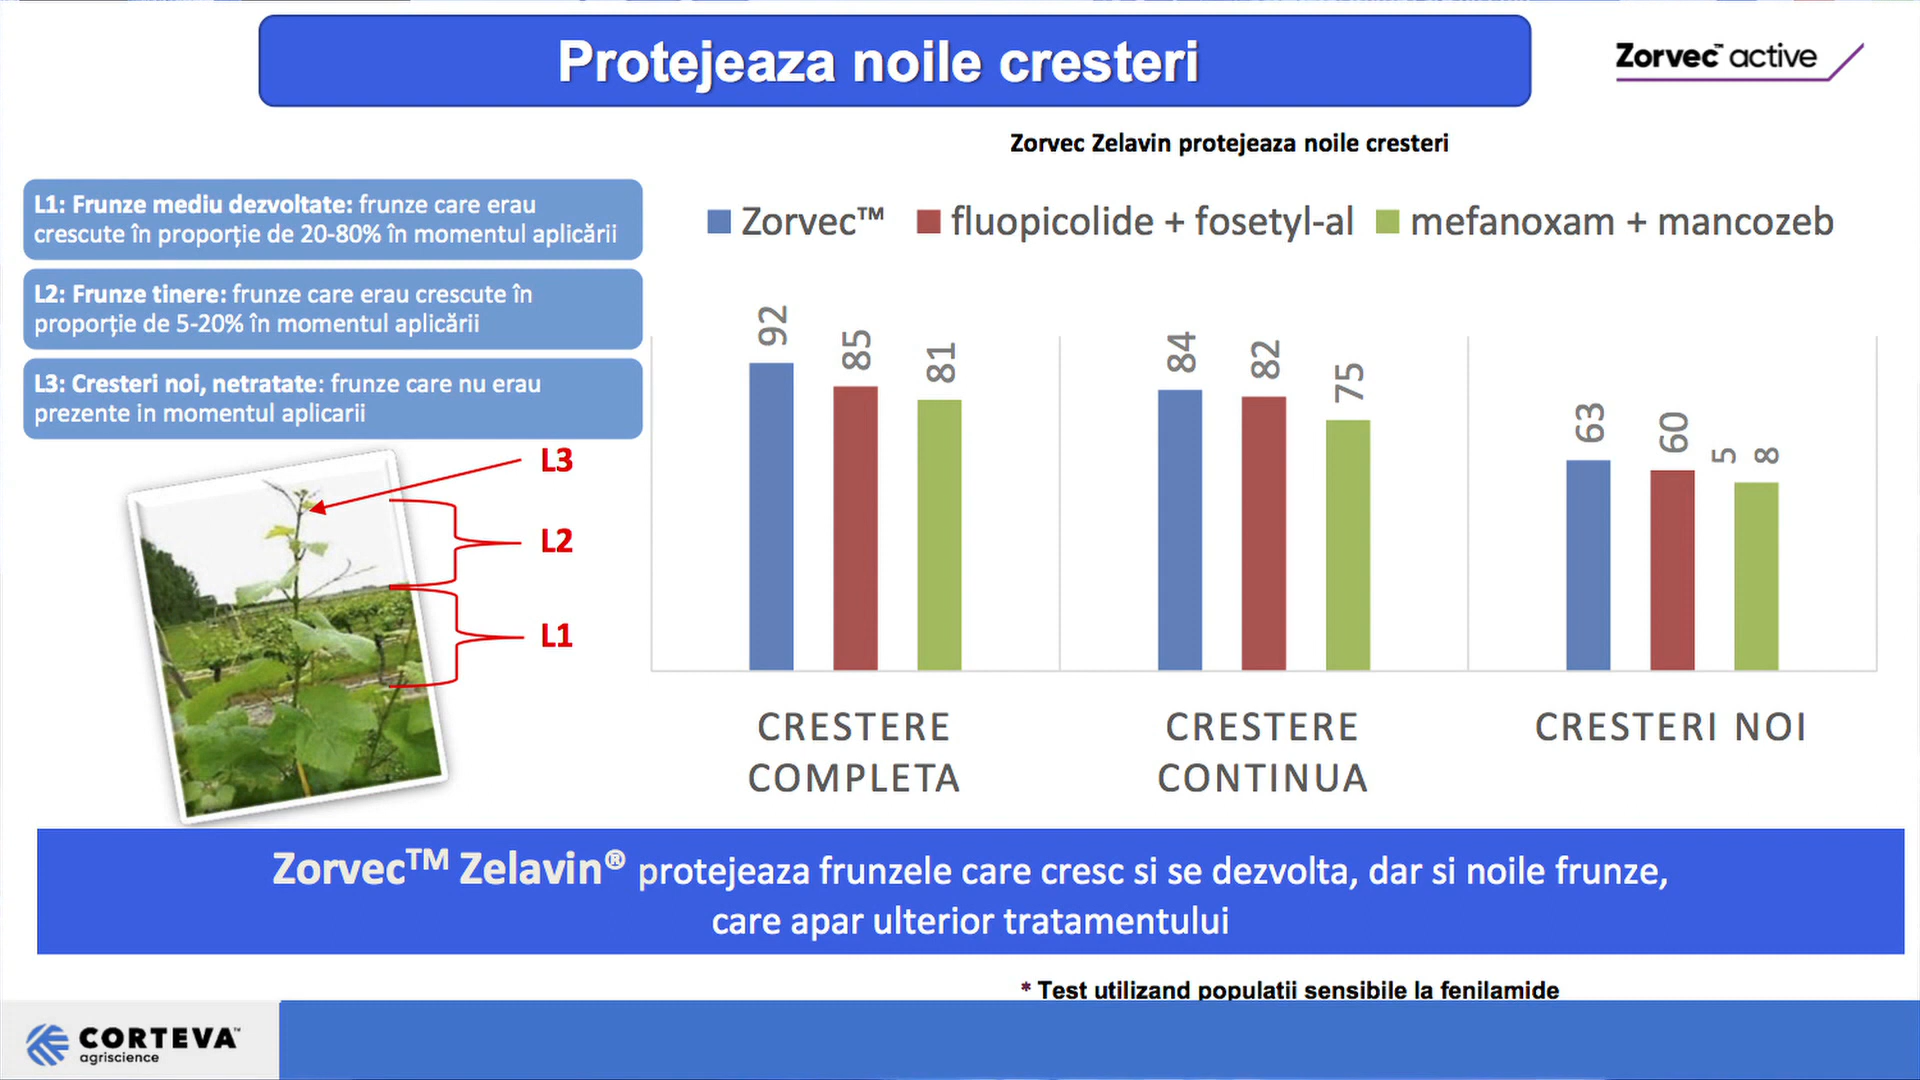 Protejeaza noile cresteri
Zorvec™ active
Zorvec Zelavin protejeaza noile cresteri
L1: Frunze mediu dezvoltate: frunze care erau
crescute în proporție de 20-80% în momentul aplicării
L2: Frunze tinere: frunze care erau crescute în
proporție de 5-20% în momentul aplicării
L3: Cresteri noi, netratate: frunze care nu erau
prezente in momentul aplicarii
L3
L2
L1
Zorvec™ fluopicolide + fosetyl-al mefanoxam + mancozeb
92 85 81
84 82 75
63 60 5 8
CRESTERE
COMPLETA
CRESTERE
CONTINUA
CRESTERI NOI
Zorvec™ Zelavin® protejeaza frunzele care cresc si se dezvolta, dar si noile frunze,
care apar ulterior tratamentului
* Test utilizand populatii sensibile la fenilamide
CORTEVA™
agriscience